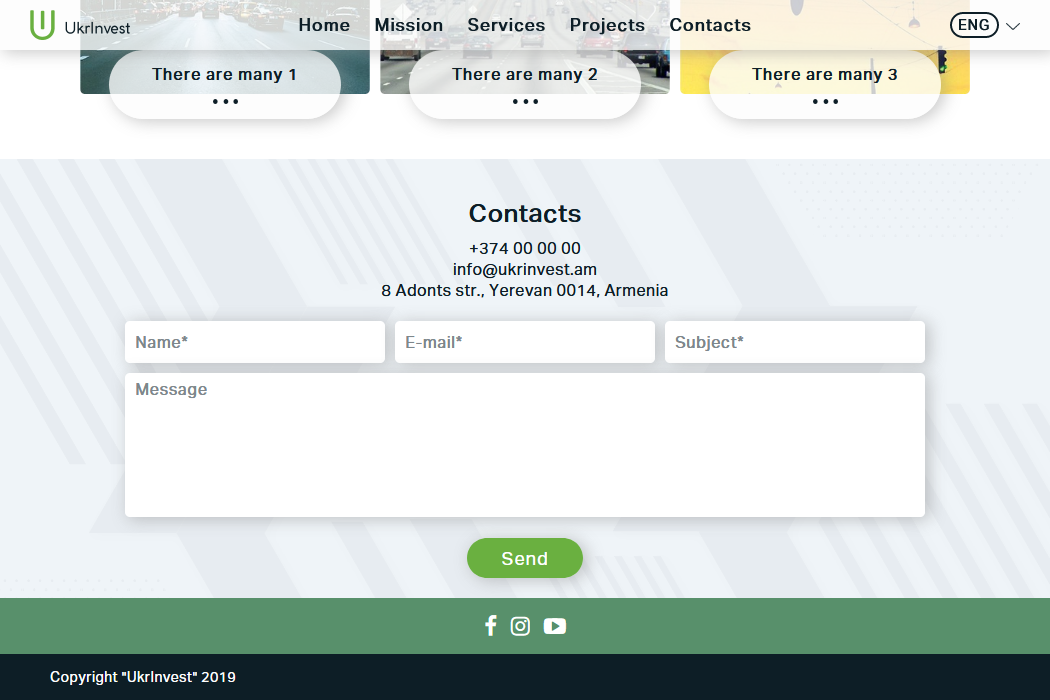 UkrInvest
Home Mission Services Projects Contacts
ENG
There are many 1
There are many 2
There are many 3
Contacts
+374 00 00 00
info@ukrinvest.am
8 Adonts str., Yerevan 0014, Armenia
Name*
E-mail*
Subject*
Message
Send
Copyright "UkrInvest" 2019